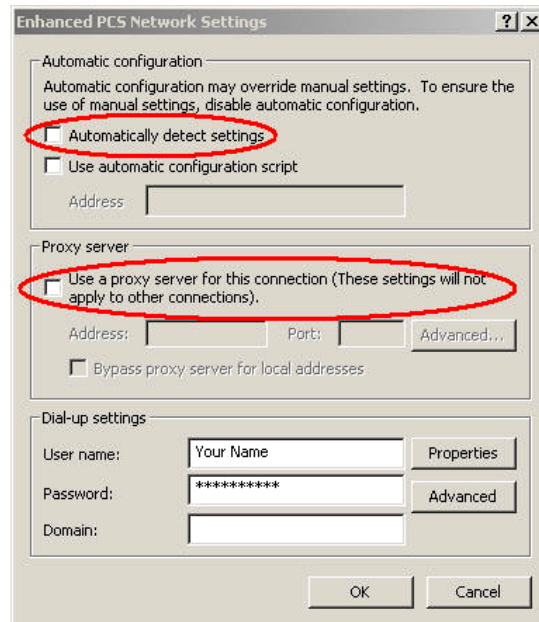 Enhanced PCS Network Settings
Automatic configuration
Automatic configuration may override manual settings. To ensure the
use of manual settings, disable automatic configuration.
Automatically detect settings
Use automatic configuration script
Address
Proxy server
Use a proxy server for this connection (These settings will not
apply to other connections).
Address:
Port:
Advanced...
Bypass proxy server for local addresses
Dial-up settings
User name:
Your Name
Properties
Password:
**********
Advanced
Domain:
OK
Cancel